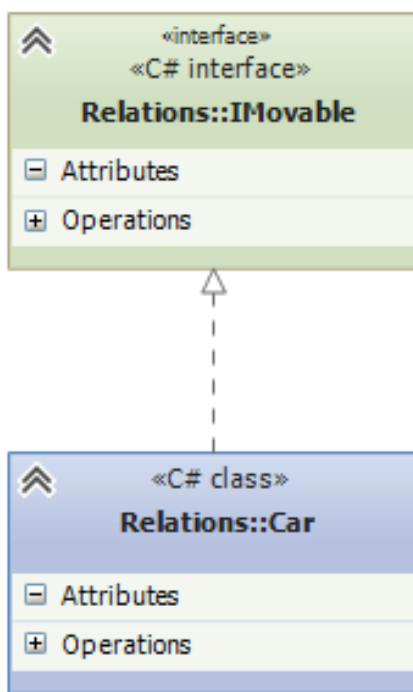 «interface»
«C# interface»
Relations::IMovable
Attributes
Operations
«C# class»
Relations::Car
Attributes
Operations